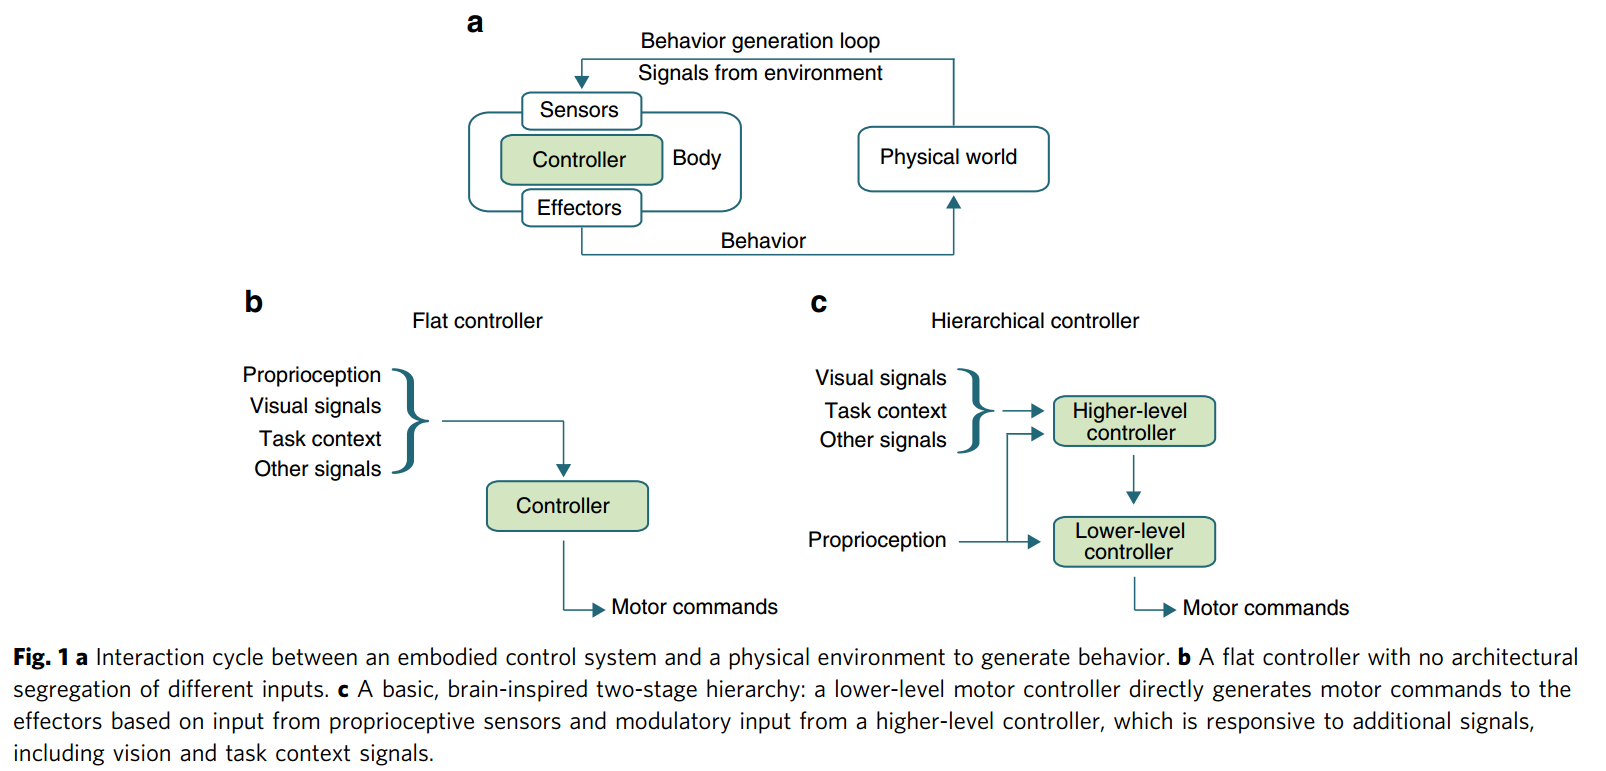 a
Behavior generation loop
Signals from environment
Sensors
Controller
Body
Effectors
Physical world
Behavior
b
Flat controller
Proprioception
Visual signals
Task context
Other signals
Controller
Motor commands
c
Hierarchical controller
Visual signals
Task context
Other signals
Proprioception
Higher-level
controller
Lower-level
controller
Motor commands
Fig. 1 a Interaction cycle between an embodied control system and a physical environment to generate behavior. b A flat controller with no architectural
segregation of different inputs. c A basic, brain-inspired two-stage hierarchy: a lower-level motor controller directly generates motor commands to the
effectors based on input from proprioceptive sensors and modulatory input from a higher-level controller, which is responsive to additional signals,
including vision and task context signals.